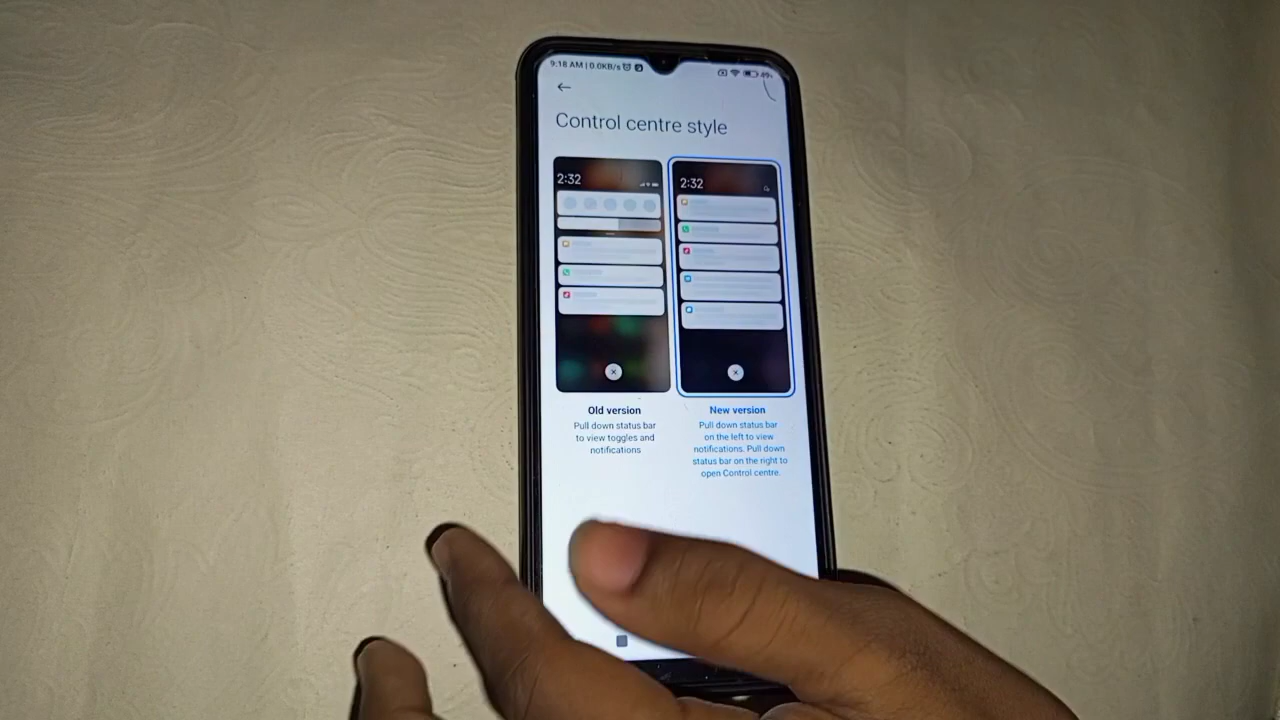 9:18 AM | 0.0KB/s
49
Control centre style
2:32
2:32
Old version
Pull down status bar
to view toggles and
notifications
New version
Pull down status bar
on the left to view
notifications. Pull down
status bar on the right to
open Control centre.